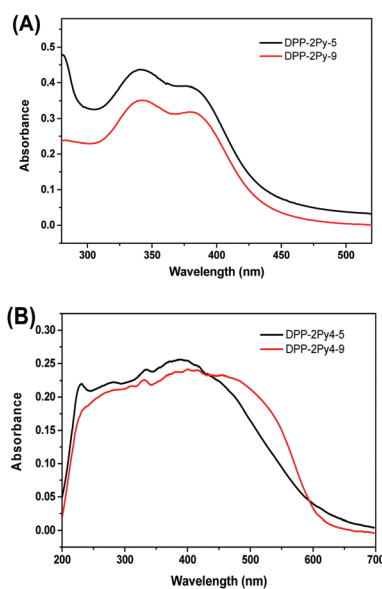 (A)
DPP-2Py-5
DPP-2Py-9
0.5
0.4
0.3
0.2
0.1
0.0
Absorbance
300 350 400 450 500
Wavelength (nm)
(B)
DPP-2Py4-5
DPP-2Py4-9
0.30
0.25
0.20
0.15
0.10
0.05
0.00
Absorbance
200 300 400 500 600 700
Wavelength (nm)